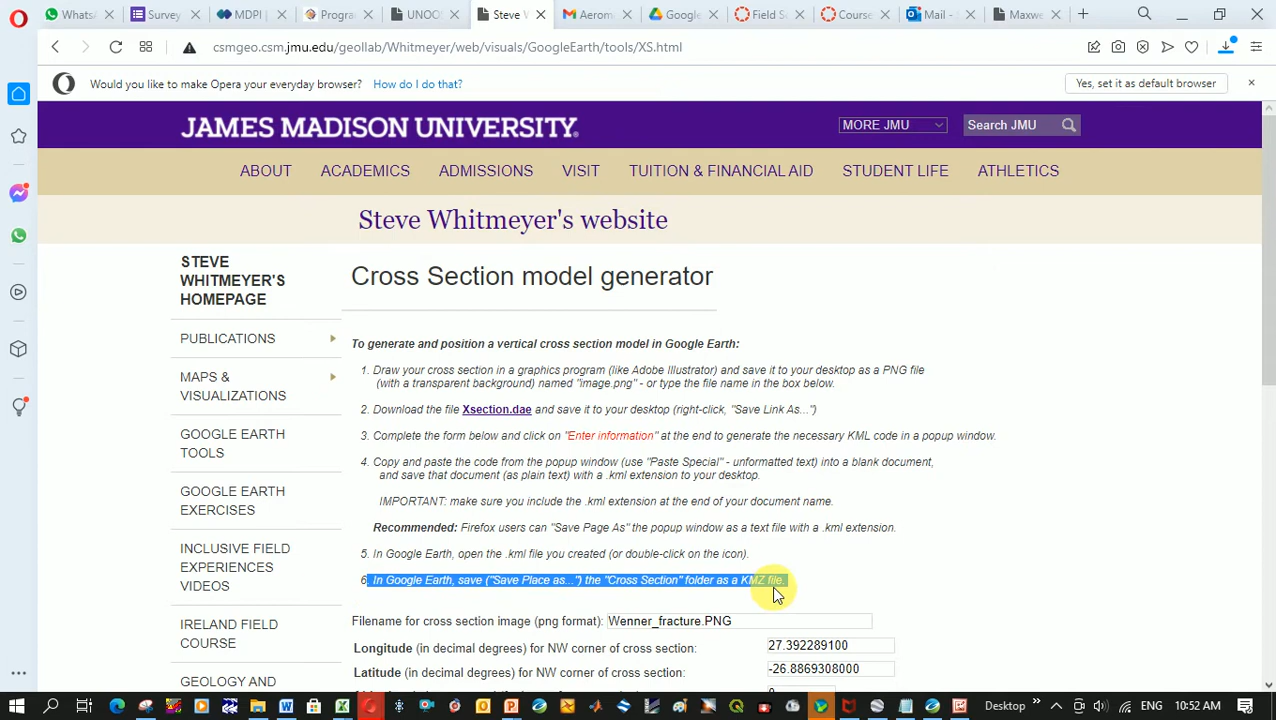 WhatsA
Survey
MDPI
Progra
UNOO
Steve W
Aerom
Google
Field S
Course
Mail -
Maxwe
csmgeo.csm.jmu.edu/geollab/Whitmeyer/web/visuals/GoogleEarth/tools/XS.html
Would you like to make Opera your everyday browser? How do I do that?
Yes, set it as default browser
JAMES MADISON UNIVERSITY.
MORE JMU
Search JMU
ABOUT ACADEMICS ADMISSIONS VISIT TUITION & FINANCIAL AID STUDENT LIFE ATHLETICS
Steve Whitmeyer's website
STEVE
WHITMEYER'S
HOMEPAGE
PUBLICATIONS
MAPS &
VISUALIZATIONS
GOOGLE EARTH
TOOLS
GOOGLE EARTH
EXERCISES
INCLUSIVE FIELD
EXPERIENCES
VIDEOS
IRELAND FIELD
COURSE
GEOLOGY AND
Cross Section model generator
To generate and position a vertical cross section model in Google Earth:
1. Draw your cross section in a graphics program (like Adobe Illustrator) and save it to your desktop as a PNG file
(with a transparent background) named "image.png" - or type the file name in the box below.
2. Download the file Xsection.dae and save it to your desktop (right-click, "Save Link As...")
3. Complete the form below and click on "Enter information" at the end to generate the necessary KML code in a popup window.
4. Copy and paste the code from the popup window (use "Paste Special" - unformatted text) into a blank document,
and save that document (as plain text) with a .kml extension to your desktop.
IMPORTANT: make sure you include the .kml extension at the end of your document name.
Recommended: Firefox users can "Save Page As" the popup window as a text file with a .kml extension.
5. In Google Earth, open the .kml file you created (or double-click on the icon).
6. In Google Earth, save ("Save Place as...") the "Cross Section" folder as a KMZ file.
Filename for cross section image (png format): Wenner_fracture.PNG
Longitude (in decimal degrees) for NW corner of cross section: 27.392289100
Latitude (in decimal degrees) for NW corner of cross section: -26.8869308000
Desktop
ENG
10:52 AM